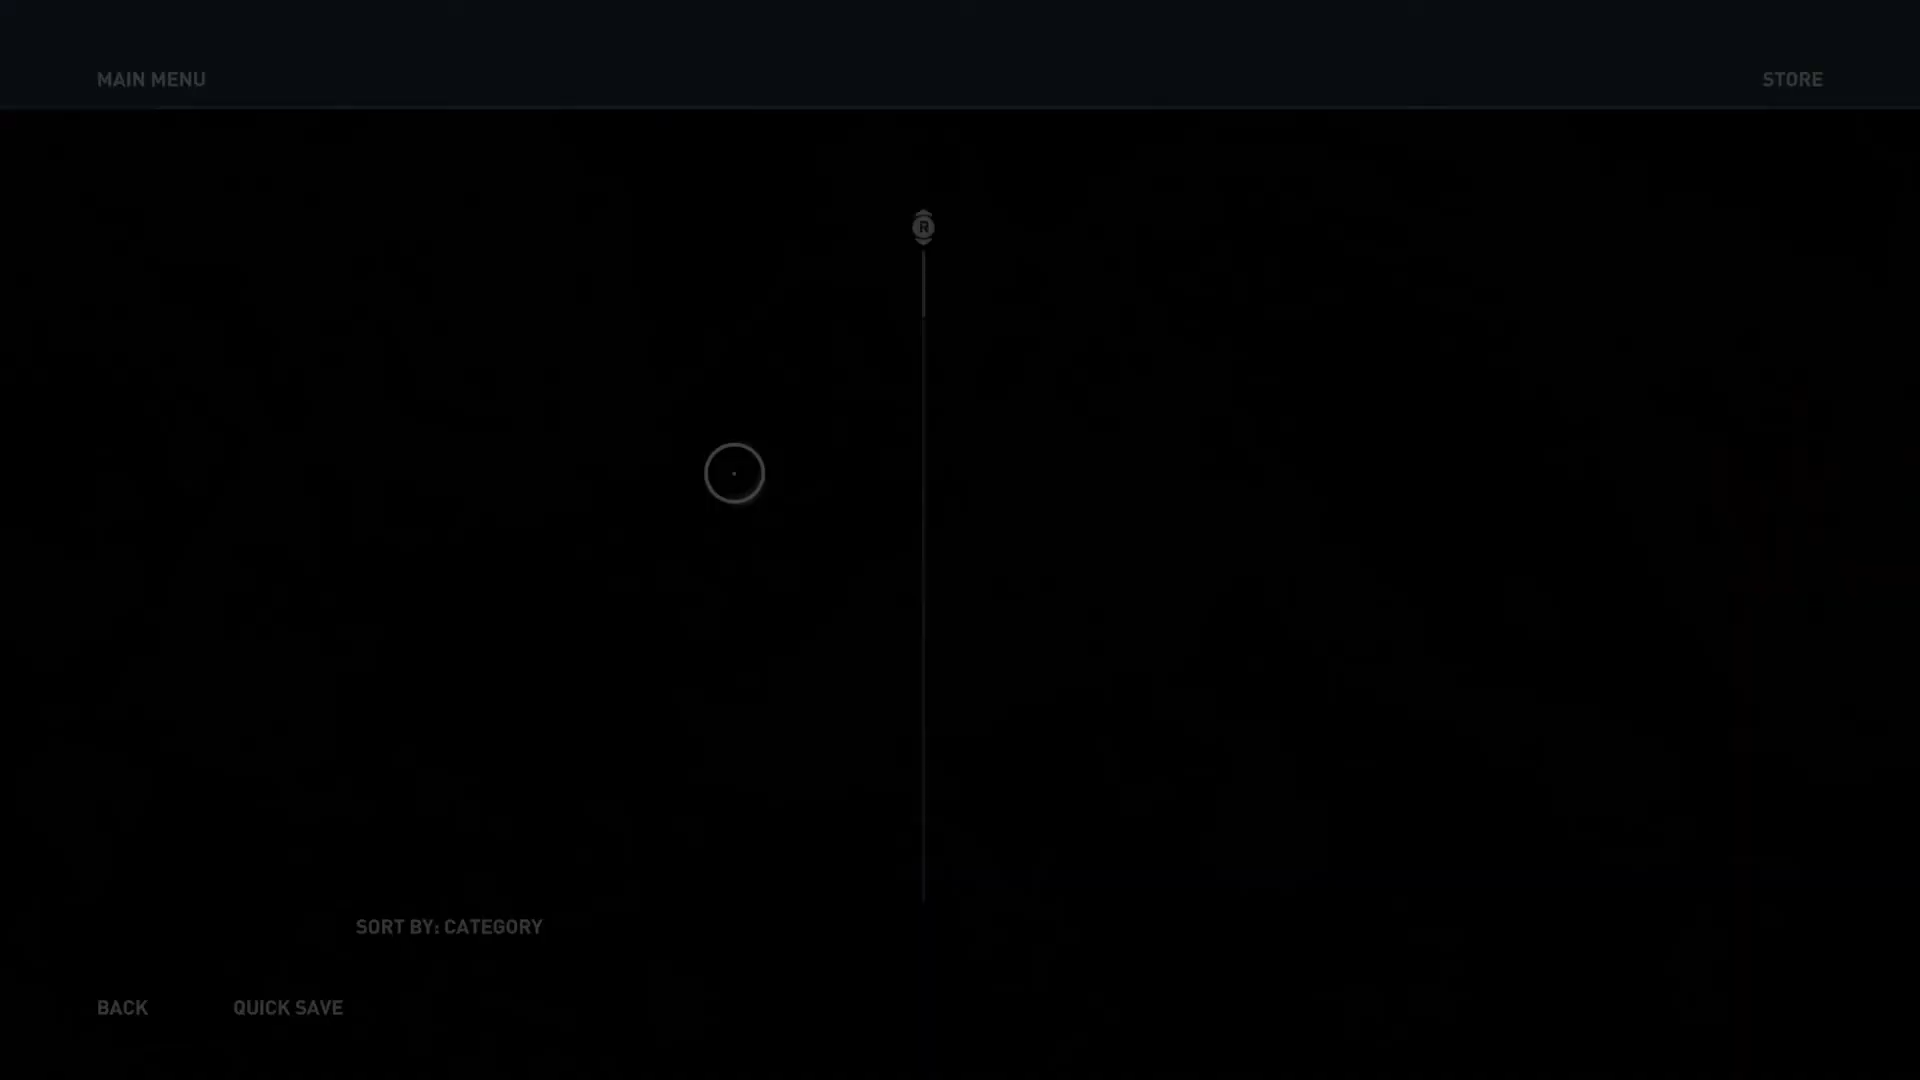 MAIN MENU
STORE
R
SORT BY: CATEGORY
BACK
QUICK SAVE